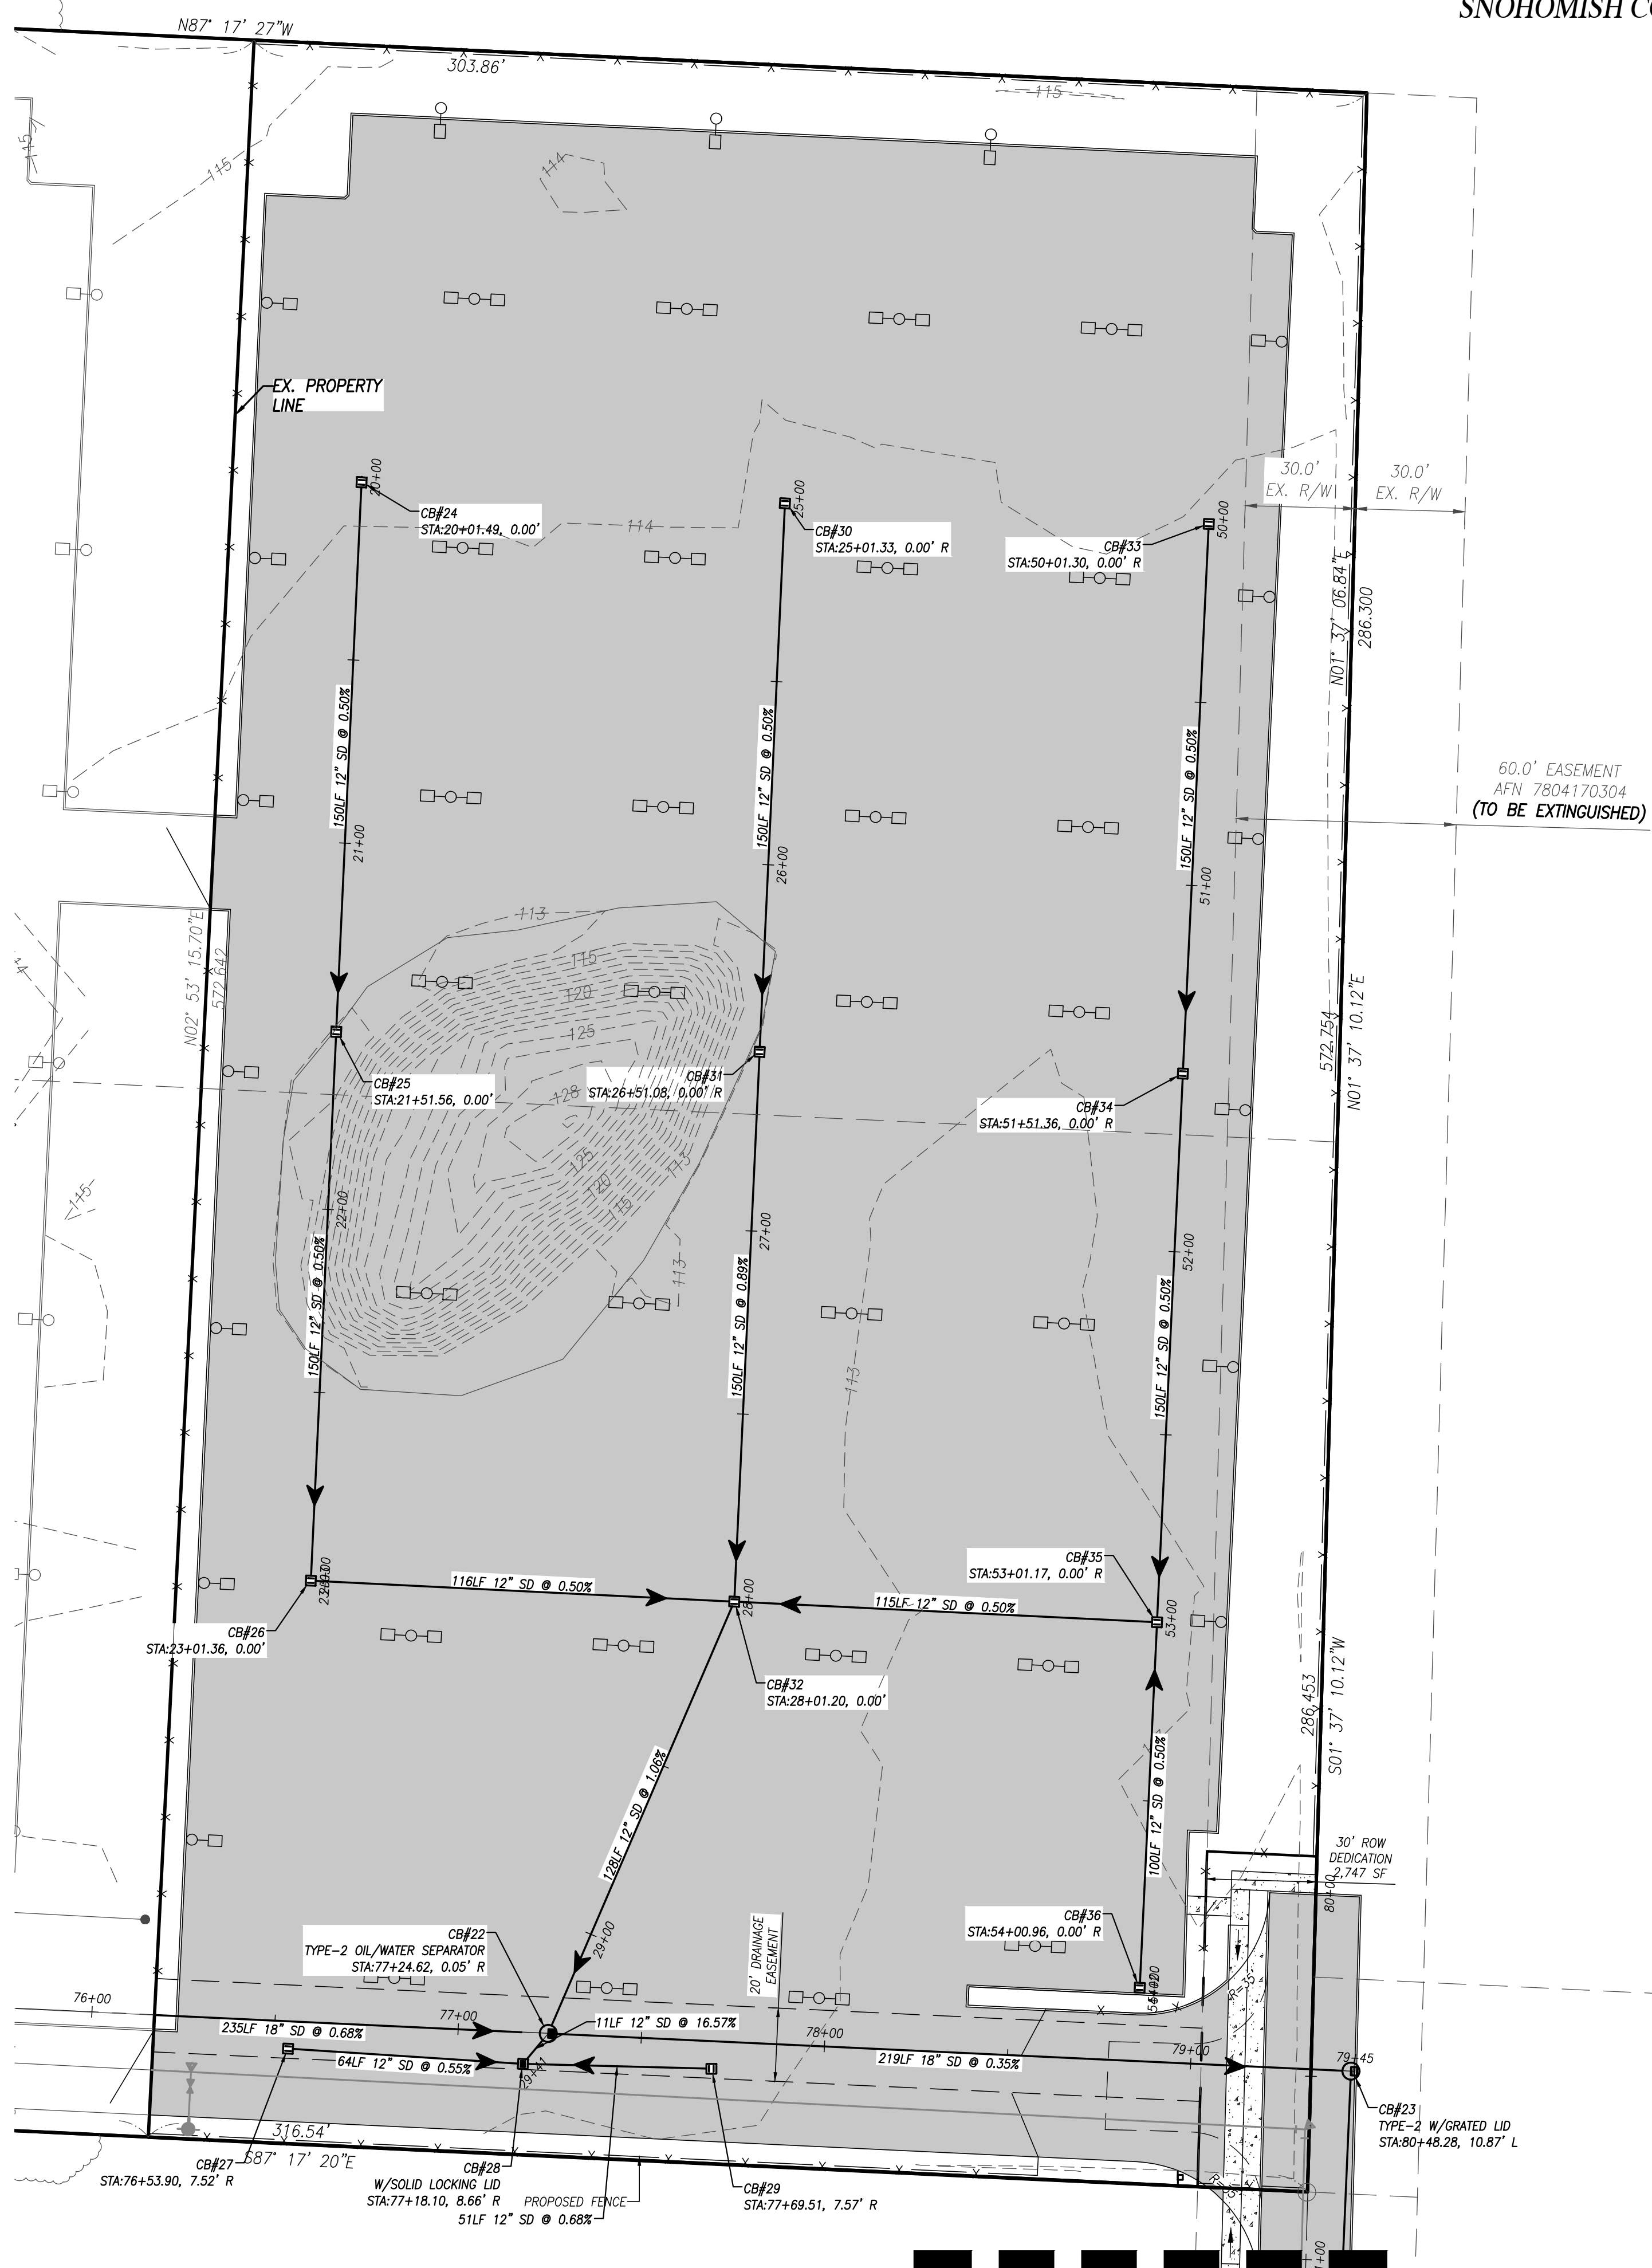 SNOHOMISH CO
N87° 17' 27"W
303.86'
115
115
115
114
EX. PROPERTY
LINE
30.0'
EX. R/W
30.0'
EX. R/W
20+00
CB#24
STA:20+01.49, 0.00'
114
25+00
CB#30
STA:25+01.33, 0.00' R
50+00
CB#33
STA:50+01.30, 0.00' R
N01° 37' 06.84"E
286.300
150LF 12" SD @ 0.50%
150LF 12" SD @ 0.50%
150LF 12" SD @ 0.50%
60.0' EASEMENT
AFN 7804170304
(TO BE EXTINGUISHED)
21+00
26+00
51+00
N02° 53' 15.70"E
572.642
113
115
120
125
128
125
120
115
113
113
572.754
N01° 37' 10.12"E
CB#25
STA:21+51.56, 0.00'
CB#31
STA:26+51.08, 0.00' R
CB#34
STA:51+51.36, 0.00' R
115
22+00
27+00
52+00
150LF 12" SD @ 0.50%
150LF 12" SD @ 0.89%
150LF 12" SD @ 0.50%
113
CB#35
STA:53+01.17, 0.00' R
116LF 12" SD @ 0.50%
28+00
115LF 12" SD @ 0.50%
53+00
CB#26
STA:23+01.36, 0.00'
CB#32
STA:28+01.20, 0.00'
286.453
S01° 37' 10.12"W
128LF 12" SD @ 1.06%
100LF 12" SD @ 0.50%
30' ROW
DEDICATION
2,747 SF
80+00
CB#22
TYPE-2 OIL/WATER SEPARATOR
STA:77+24.62, 0.05' R
29+00
20' DRAINAGE
EASEMENT
CB#36
STA:54+00.96, 0.00' R
R=35'
76+00
77+00
78+00
79+00
79+45
235LF 18" SD @ 0.68%
11LF 12" SD @ 16.57%
64LF 12" SD @ 0.55%
29+41
219LF 18" SD @ 0.35%
CB#23
TYPE-2 W/GRATED LID
STA:80+48.28, 10.87' L
316.54'
S87° 17' 20"E
CB#27
STA:76+53.90, 7.52' R
CB#28
W/SOLID LOCKING LID
STA:77+18.10, 8.66' R
PROPOSED FENCE
51LF 12" SD @ 0.68%
CB#29
STA:77+69.51, 7.57' R